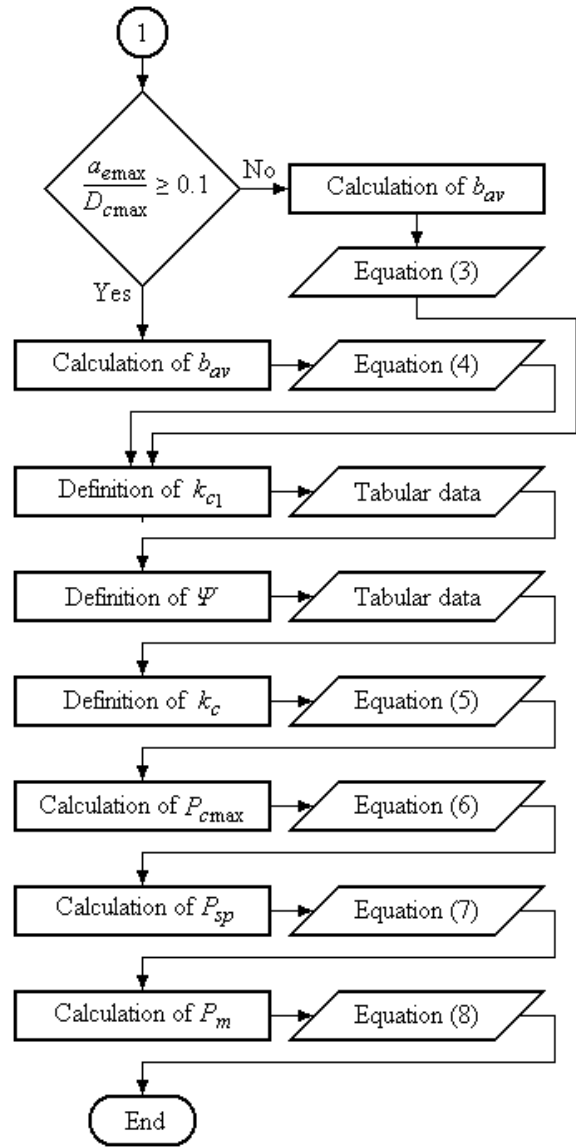 1
a_emax / D_cmax ≥ 0.1
No
Calculation of b_av
Equation (3)
Yes
Calculation of b_av
Equation (4)
Definition of k_c1
Tabular data
Definition of Ψ
Tabular data
Definition of k_c
Equation (5)
Calculation of P_cmax
Equation (6)
Calculation of P_sp
Equation (7)
Calculation of P_m
Equation (8)
End